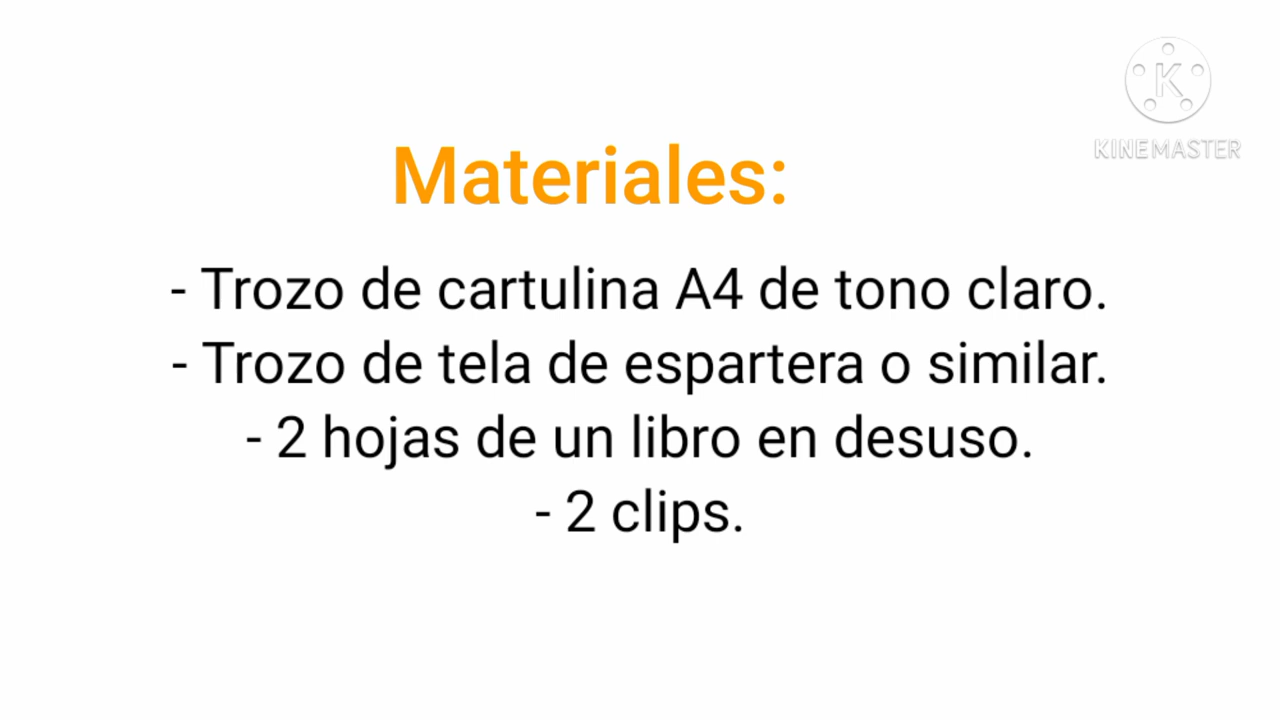 K
KINEMASTER
Materiales:
- Trozo de cartulina A4 de tono claro.
- Trozo de tela de espartera o similar.
- 2 hojas de un libro en desuso.
- 2 clips.